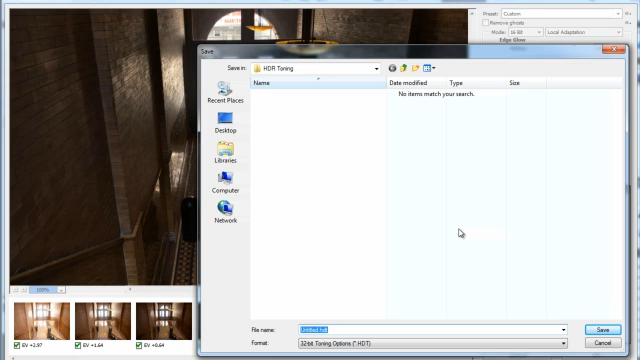 Preset: Custom
Remove ghosts
Mode: 16 Bit Local Adaptation
Edge Glow
Save
Save in: HDR Toning
Name Date modified Type Size
No items match your search.
Recent Places
Desktop
Libraries
Computer
Network
100%
EV +2.97 EV +1.64 EV +0.64
File name: Untitled.hdt Save
Format: 32-bit Toning Options (*.HDT) Cancel